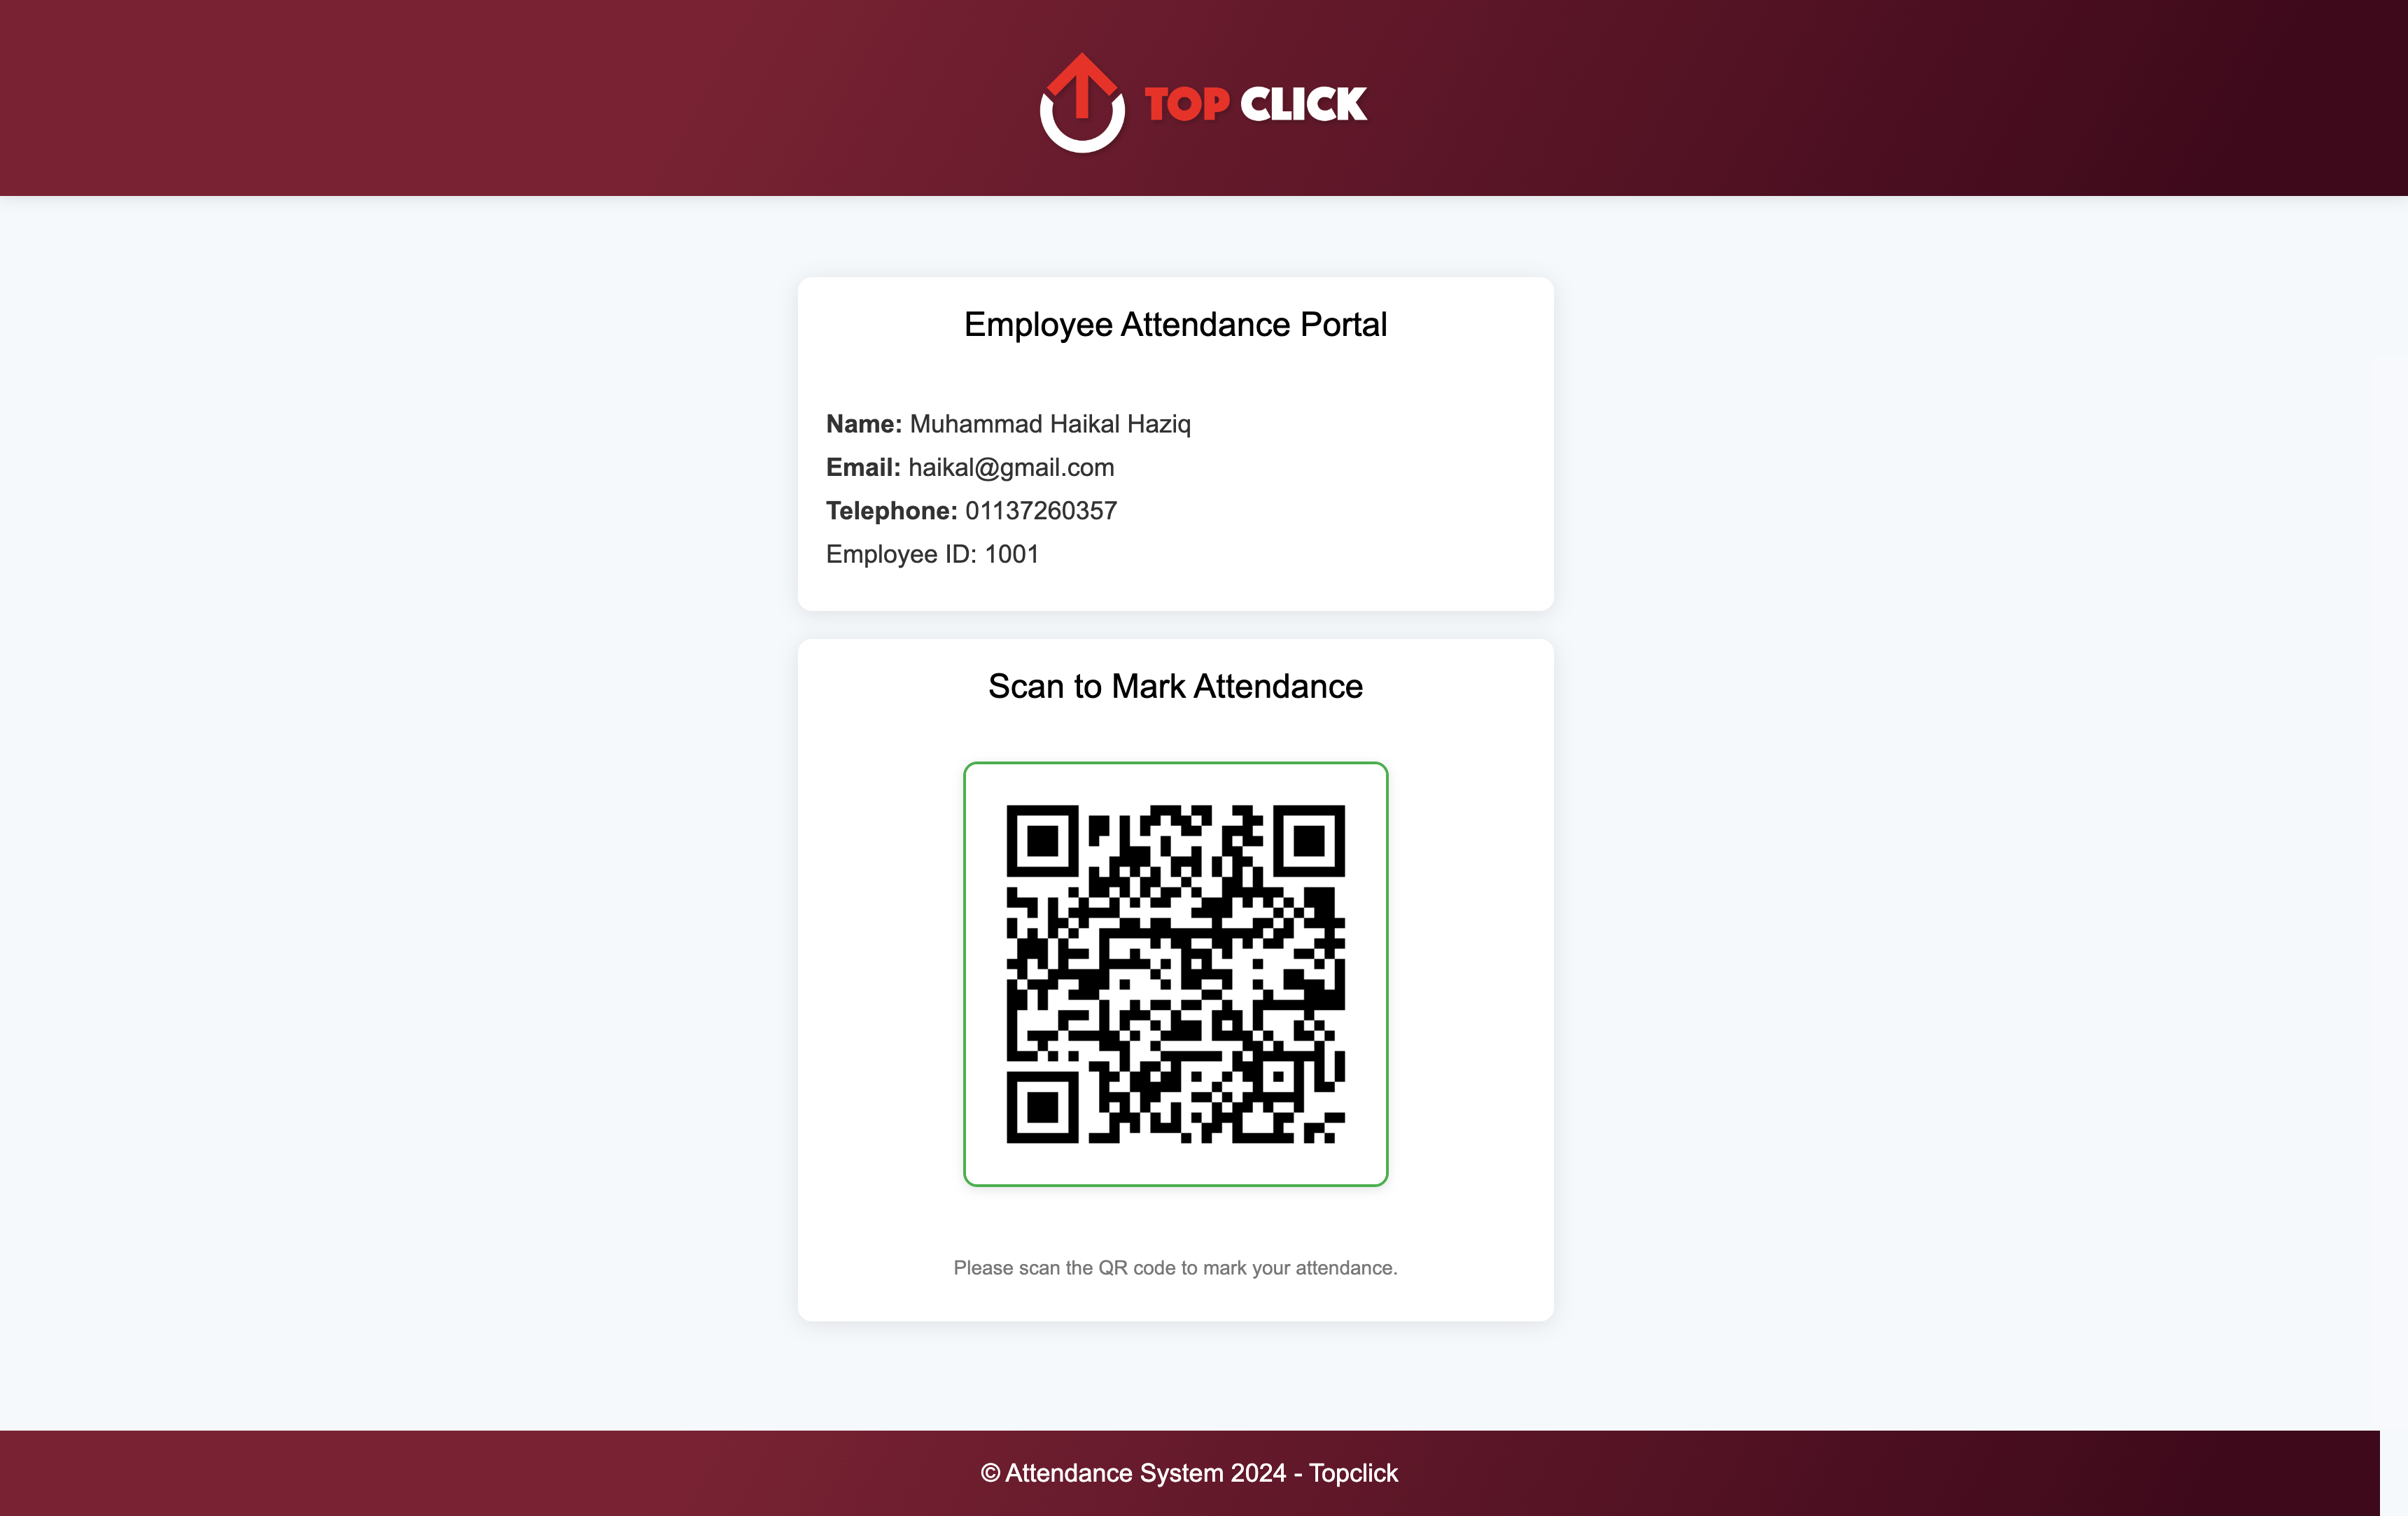 TOP CLICK
Employee Attendance Portal
Name: Muhammad Haikal Haziq
Email: haikal@gmail.com
Telephone: 01137260357
Employee ID: 1001
Scan to Mark Attendance
Please scan the QR code to mark your attendance.
© Attendance System 2024 - Topclick